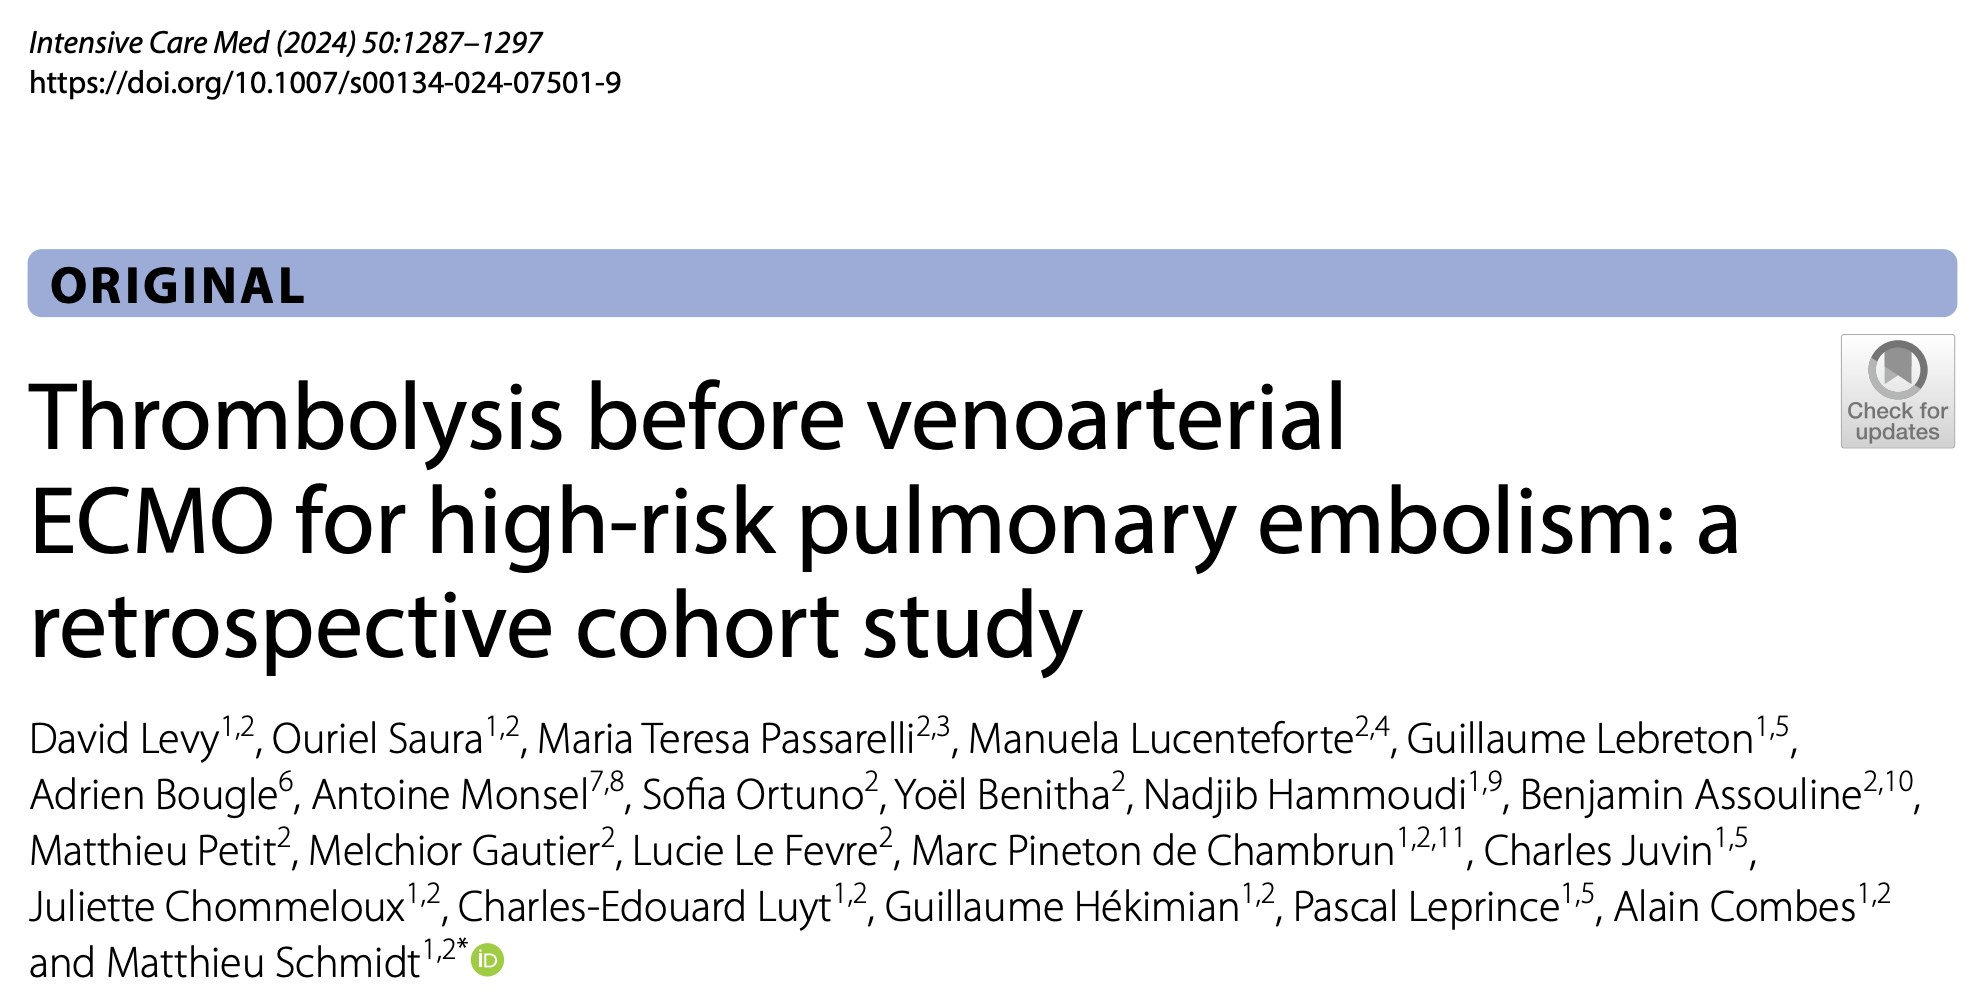 Intensive Care Med (2024) 50:1287–1297
https://doi.org/10.1007/s00134-024-07501-9
ORIGINAL
Check for
updates
Thrombolysis before venoarterial
ECMO for high-risk pulmonary embolism: a
retrospective cohort study
David Levy1,2, Ouriel Saura1,2, Maria Teresa Passarelli2,3, Manuela Lucenteforte2,4, Guillaume Lebreton1,5,
Adrien Bougle6, Antoine Monsel7,8, Sofia Ortuno2, Yoël Benitha2, Nadjib Hammoudi1,9, Benjamin Assouline2,10,
Matthieu Petit2, Melchior Gautier2, Lucie Le Fevre2, Marc Pineton de Chambrun1,2,11, Charles Juvin1,5,
Juliette Chommeloux1,2, Charles-Edouard Luyt1,2, Guillaume Hékimian1,2, Pascal Leprince1,5, Alain Combes1,2
and Matthieu Schmidt1,2* iD